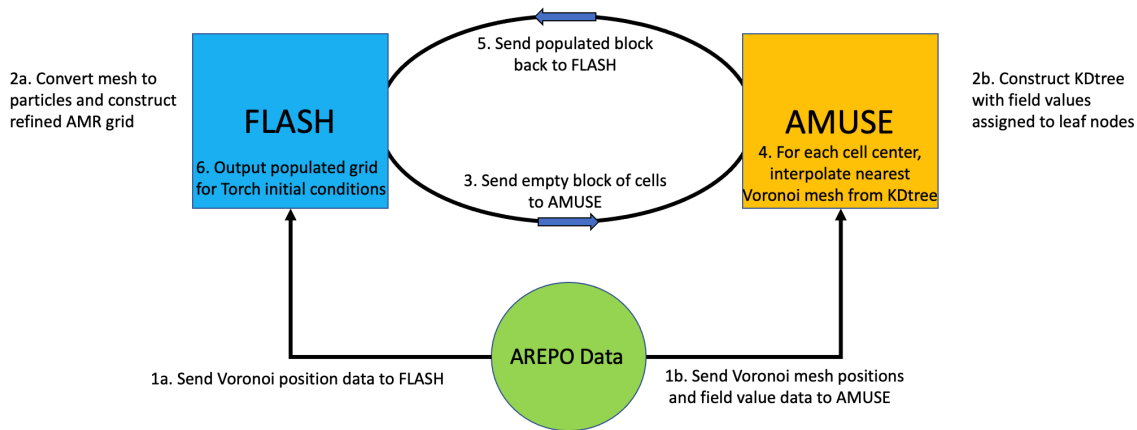 5. Send populated block
back to FLASH
2a. Convert mesh to
particles and construct
refined AMR grid
FLASH
6. Output populated grid
for Torch initial conditions
3. Send empty block of cells
to AMUSE
AMUSE
4. For each cell center,
interpolate nearest
Voronoi mesh from KDtree
2b. Construct KDtree
with field values
assigned to leaf nodes
AREPO Data
1a. Send Voronoi position data to FLASH
1b. Send Voronoi mesh positions
and field value data to AMUSE